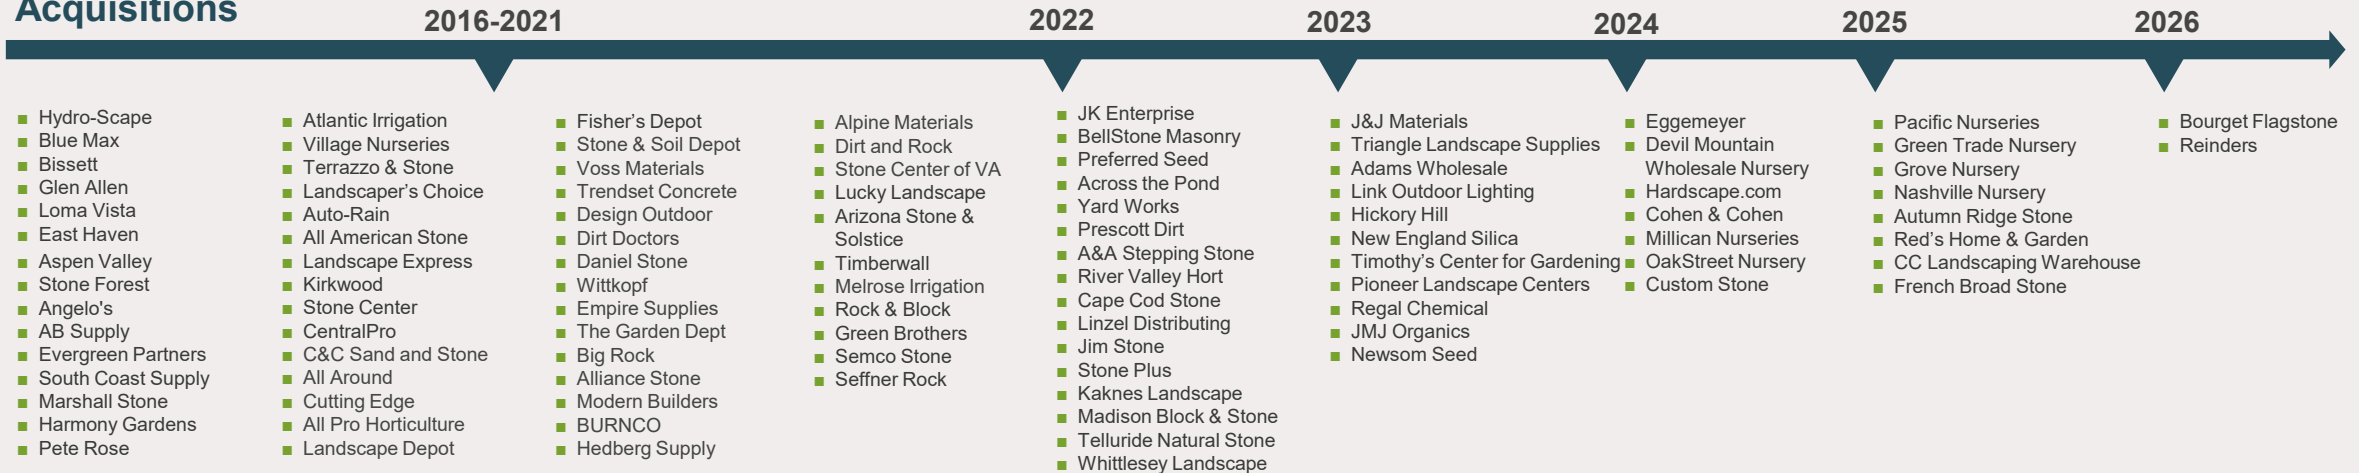 Acquisitions
2016-2021
2022
2023
2024
2025
2026
Hydro-Scape
Blue Max
Bissett
Glen Allen
Loma Vista
East Haven
Aspen Valley
Stone Forest
Angelo's
AB Supply
Evergreen Partners
South Coast Supply
Marshall Stone
Harmony Gardens
Pete Rose
Atlantic Irrigation
Village Nurseries
Terrazzo & Stone
Landscaper’s Choice
Auto-Rain
All American Stone
Landscape Express
Kirkwood
Stone Center
CentralPro
C&C Sand and Stone
All Around
Cutting Edge
All Pro Horticulture
Landscape Depot
Fisher’s Depot
Stone & Soil Depot
Voss Materials
Trendset Concrete
Design Outdoor
Dirt Doctors
Daniel Stone
Wittkopf
Empire Supplies
The Garden Dept
Big Rock
Alliance Stone
Modern Builders
BURNCO
Hedberg Supply
Alpine Materials
Dirt and Rock
Stone Center of VA
Lucky Landscape
Arizona Stone &
Solstice
Timberwall
Melrose Irrigation
Rock & Block
Green Brothers
Semco Stone
Seffner Rock
JK Enterprise
BellStone Masonry
Preferred Seed
Across the Pond
Yard Works
Prescott Dirt
A&A Stepping Stone
River Valley Hort
Cape Cod Stone
Linzel Distributing
Jim Stone
Stone Plus
Kaknes Landscape
Madison Block & Stone
Telluride Natural Stone
Whittlesey Landscape
J&J Materials
Triangle Landscape Supplies
Adams Wholesale
Link Outdoor Lighting
Hickory Hill
New England Silica
Timothy’s Center for Gardening
Pioneer Landscape Centers
Regal Chemical
JMJ Organics
Newsom Seed
Eggemeyer
Devil Mountain
Wholesale Nursery
Hardscape.com
Cohen & Cohen
Millican Nurseries
OakStreet Nursery
Custom Stone
Pacific Nurseries
Green Trade Nursery
Grove Nursery
Nashville Nursery
Autumn Ridge Stone
Red’s Home & Garden
CC Landscaping Warehouse
French Broad Stone
Bourget Flagstone
Reinders